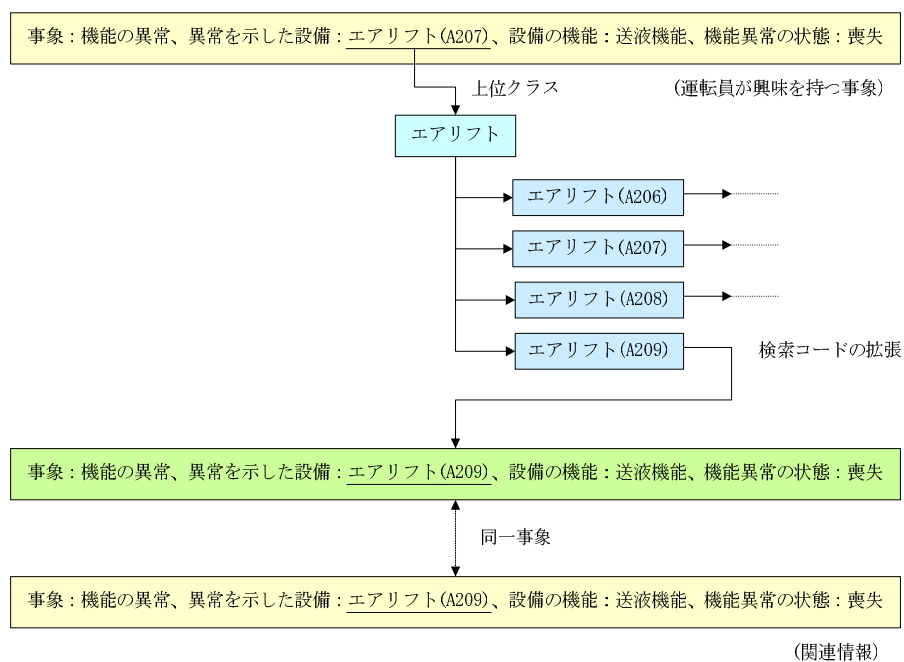 事象：機能の異常、異常を示した設備：エアリフト(A207)、設備の機能：送液機能、機能異常の状態：喪失
上位クラス
(運転員が興味を持つ事象)
エアリフト
エアリフト(A206)
エアリフト(A207)
エアリフト(A208)
エアリフト(A209)
検索コードの拡張
事象：機能の異常、異常を示した設備：エアリフト(A209)、設備の機能：送液機能、機能異常の状態：喪失
同一事象
事象：機能の異常、異常を示した設備：エアリフト(A209)、設備の機能：送液機能、機能異常の状態：喪失
(関連情報)